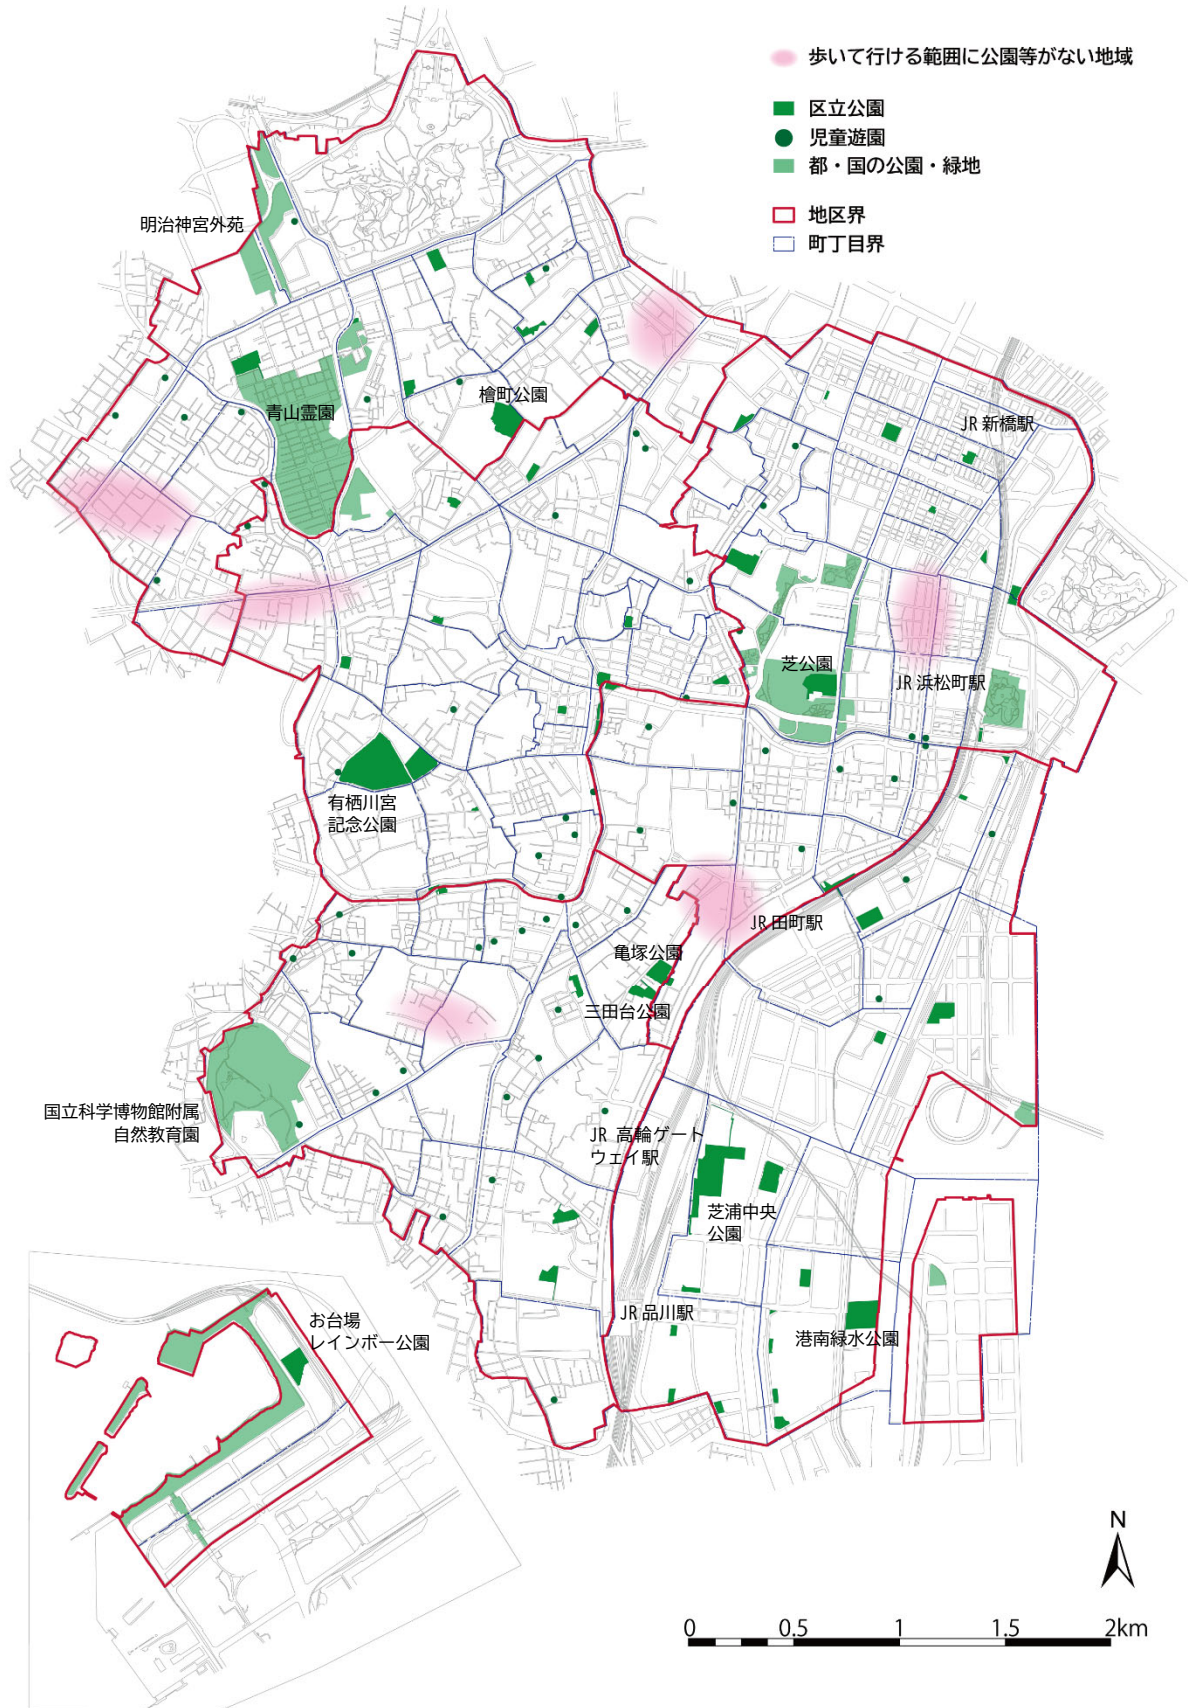 歩いて行ける範囲に公園等がない地域
区立公園
児童遊園
都・国の公園・緑地
地区界
町丁目界
明治神宮外苑
檜町公園
青山霊園
JR 新橋駅
芝公園
JR 浜松町駅
有栖川宮
記念公園
JR 田町駅
亀塚公園
三田台公園
国立科学博物館附属
自然教育園
JR 高輪ゲート
ウェイ駅
芝浦中央
公園
JR 品川駅
港南緑水公園
お台場
レインボー公園
N
0 0.5 1 1.5 2km